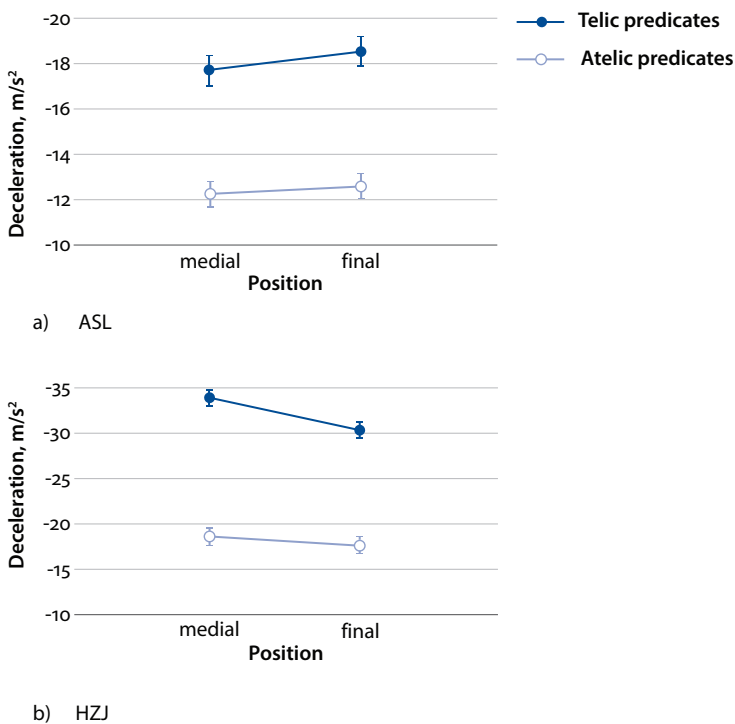 Telic predicates
Atelic predicates
Deceleration, m/s²
-20
-18
-16
-14
-12
-10
medial final
Position
a) ASL
Deceleration, m/s²
-35
-30
-25
-20
-15
-10
medial final
Position
b) HZJ